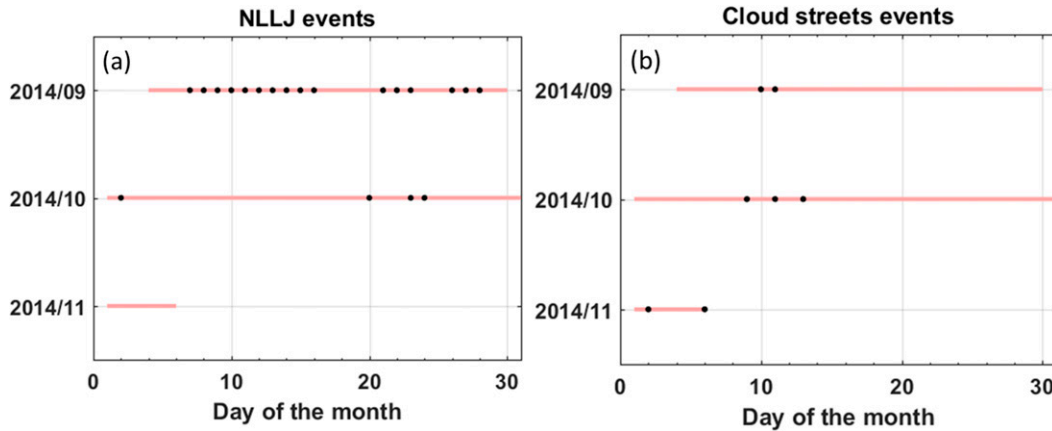 NLLJ events
(a)
2014/09
2014/10
2014/11
0 10 20 30
Day of the month
Cloud streets events
(b)
2014/09
2014/10
2014/11
0 10 20 30
Day of the month